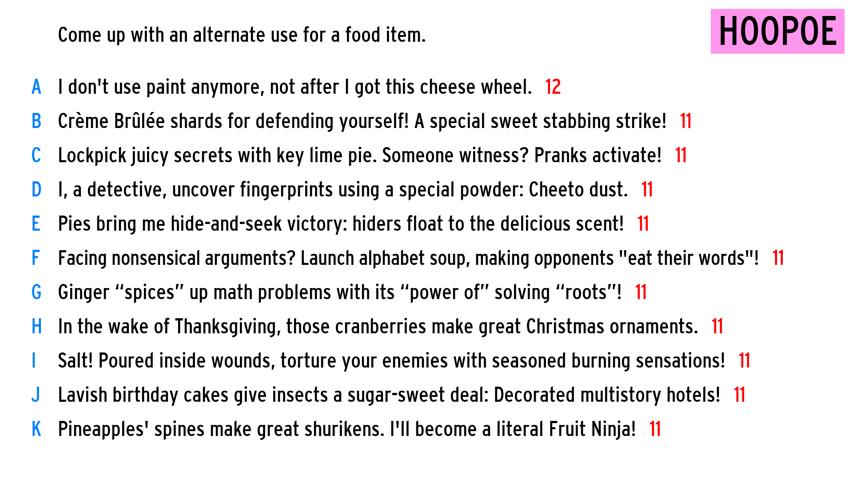 Come up with an alternate use for a food item.
HOOPOE
A I don't use paint anymore, not after I got this cheese wheel. 12
B Crème Brûlée shards for defending yourself! A special sweet stabbing strike! 11
C Lockpick juicy secrets with key lime pie. Someone witness? Pranks activate! 11
D I, a detective, uncover fingerprints using a special powder: Cheeto dust. 11
E Pies bring me hide-and-seek victory: hiders float to the delicious scent! 11
F Facing nonsensical arguments? Launch alphabet soup, making opponents "eat their words"! 11
G Ginger “spices” up math problems with its “power of” solving “roots”! 11
H In the wake of Thanksgiving, those cranberries make great Christmas ornaments. 11
I Salt! Poured inside wounds, torture your enemies with seasoned burning sensations! 11
J Lavish birthday cakes give insects a sugar-sweet deal: Decorated multistory hotels! 11
K Pineapples' spines make great shurikens. I'll become a literal Fruit Ninja! 11